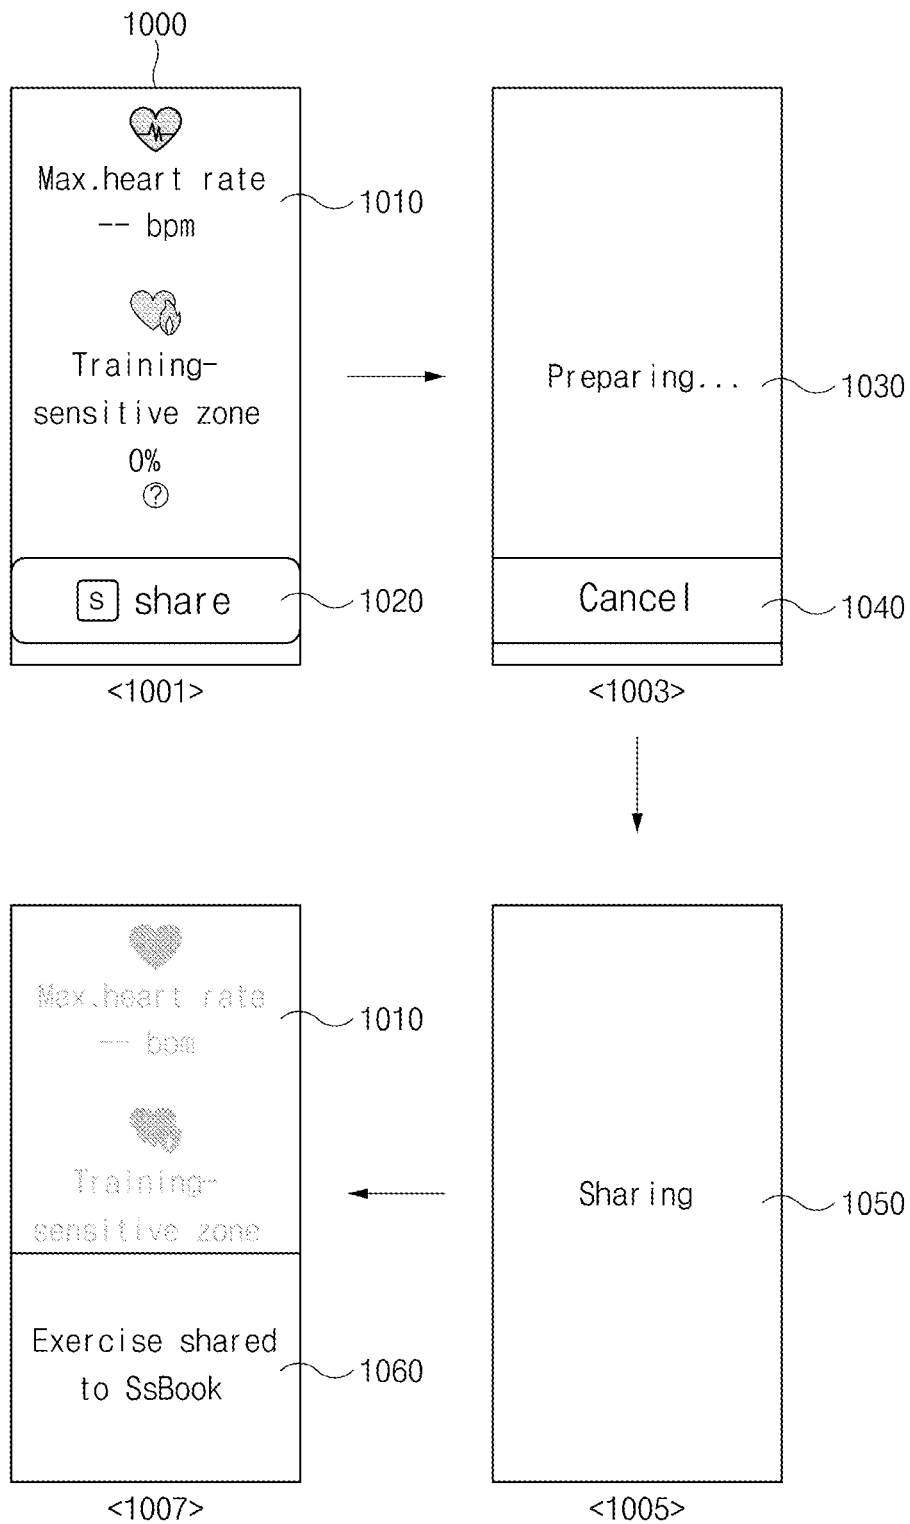 1000
Max.heart rate
-- bpm
1010
Training-
sensitive zone
0%
?
S share
1020
<1001>
Preparing...
1030
Cancel
1040
<1003>
Max.heart rate
-- bom
1010
Training-
sensitive zone
Exercise shared
to SsBook
1060
<1007>
Sharing
1050
<1005>